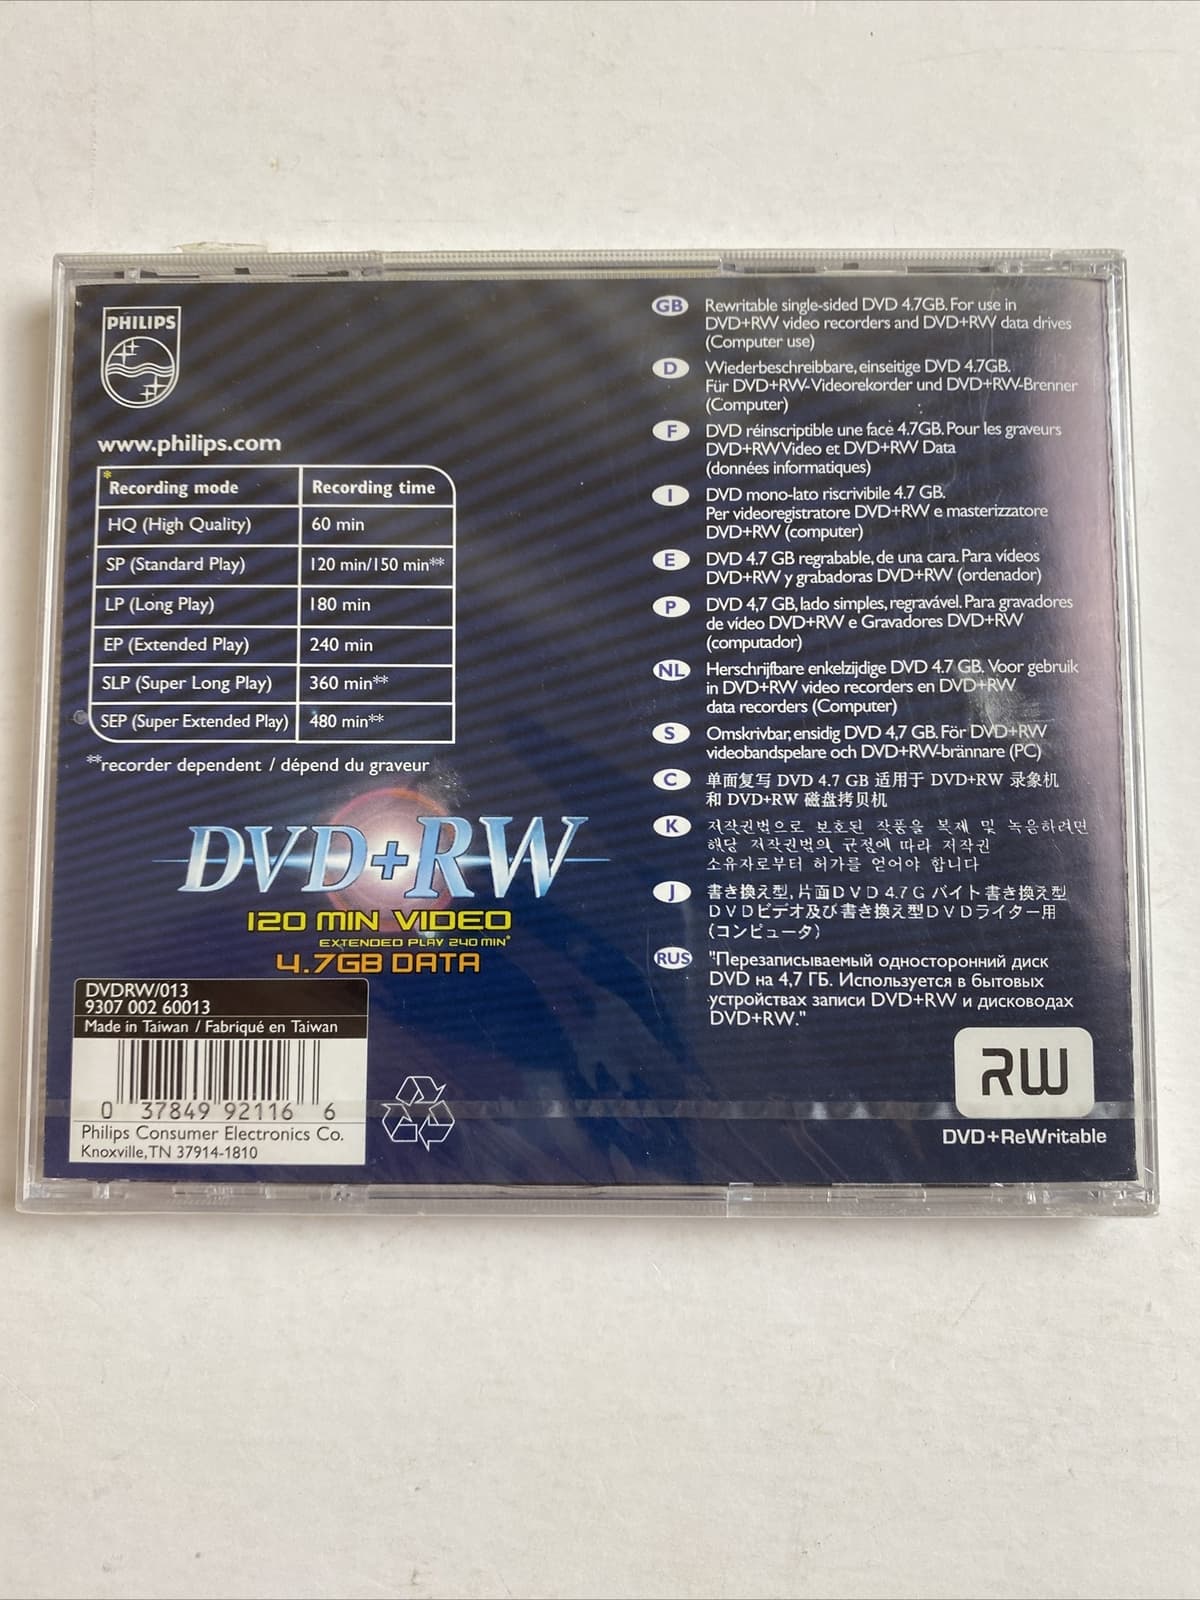 PHILIPS
www.philips.com
* Recording mode Recording time
HQ (High Quality) 60 min
SP (Standard Play) 120 min/150 min**
LP (Long Play) 180 min
EP (Extended Play) 240 min
SLP (Super Long Play) 360 min**
SEP (Super Extended Play) 480 min**
**recorder dependent / dépend du graveur
DVD+RW
120 MIN VIDEO
EXTENDED PLAY 240 MIN*
4.7GB DATA
DVDRW/013
9307 002 60013
Made in Taiwan / Fabriqué en Taiwan
0 37849 92116 6
Philips Consumer Electronics Co.
Knoxville, TN 37914-1810
GB Rewritable single-sided DVD 4.7GB. For use in
DVD+RW video recorders and DVD+RW data drives
(Computer use)
D Wiederbeschreibbare, einseitige DVD 4.7GB.
Für DVD+RW-Videorekorder und DVD+RW-Brenner
(Computer)
F DVD réinscriptible une face 4.7GB. Pour les graveurs
DVD+RWVideo et DVD+RW Data
(données informatiques)
I DVD mono-lato riscrivibile 4.7 GB.
Per videoregistratore DVD+RW e masterizzatore
DVD+RW (computer)
E DVD 4.7 GB regrabable, de una cara. Para vídeos
DVD+RW y grabadoras DVD+RW (ordenador)
P DVD 4,7 GB, lado simples, regravável. Para gravadores
de vídeo DVD+RW e Gravadores DVD+RW
(computador)
NL Herschrijfbare enkelzijdige DVD 4.7 GB. Voor gebruik
in DVD+RW video recorders en DVD+RW
data recorders (Computer)
S Omskrivbar, ensidig DVD 4,7 GB. För DVD+RW
videobandspelare och DVD+RW-brännare (PC)
C 单面复写 DVD 4.7 GB 适用于 DVD+RW 录象机
和 DVD+RW 磁盘拷贝机
K 저작권법으로 보호된 작품을 복제 및 녹음하려면
해당 저작권법의 규정에 따라 저작권
소유자로부터 허가를 얻어야 합니다
J 書き換え型, 片面DVD 4.7Gバイト書き換え型
DVDビデオ及び書き換え型DVDライター用
(コンピュータ)
RUS "Перезаписываемый односторонний диск
DVD на 4,7 ГБ. Используется в бытовых
устройствах записи DVD+RW и дисководах
DVD+RW."
RW
DVD+ReWritable